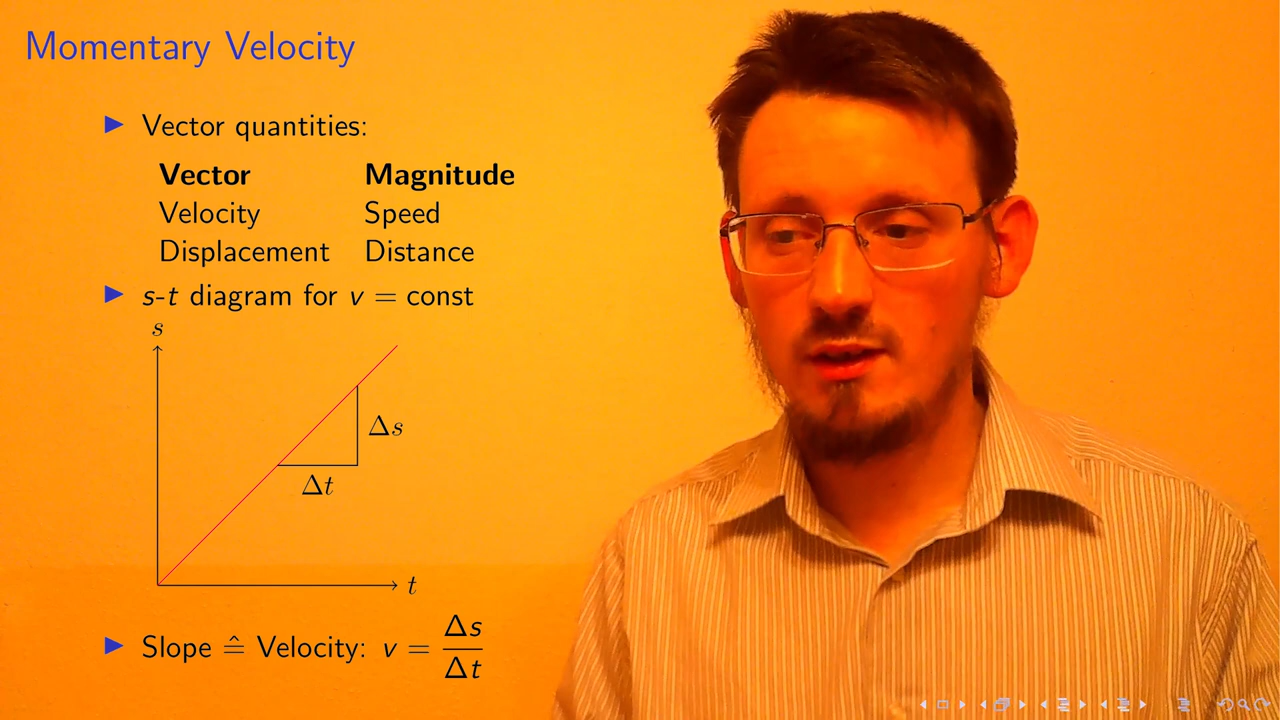 Momentary Velocity
▶ Vector quantities:
Vector Magnitude
Velocity Speed
Displacement Distance
▶ s-t diagram for v = const
s
Δs
Δt
t
▶ Slope ≙ Velocity: v = Δs/Δt